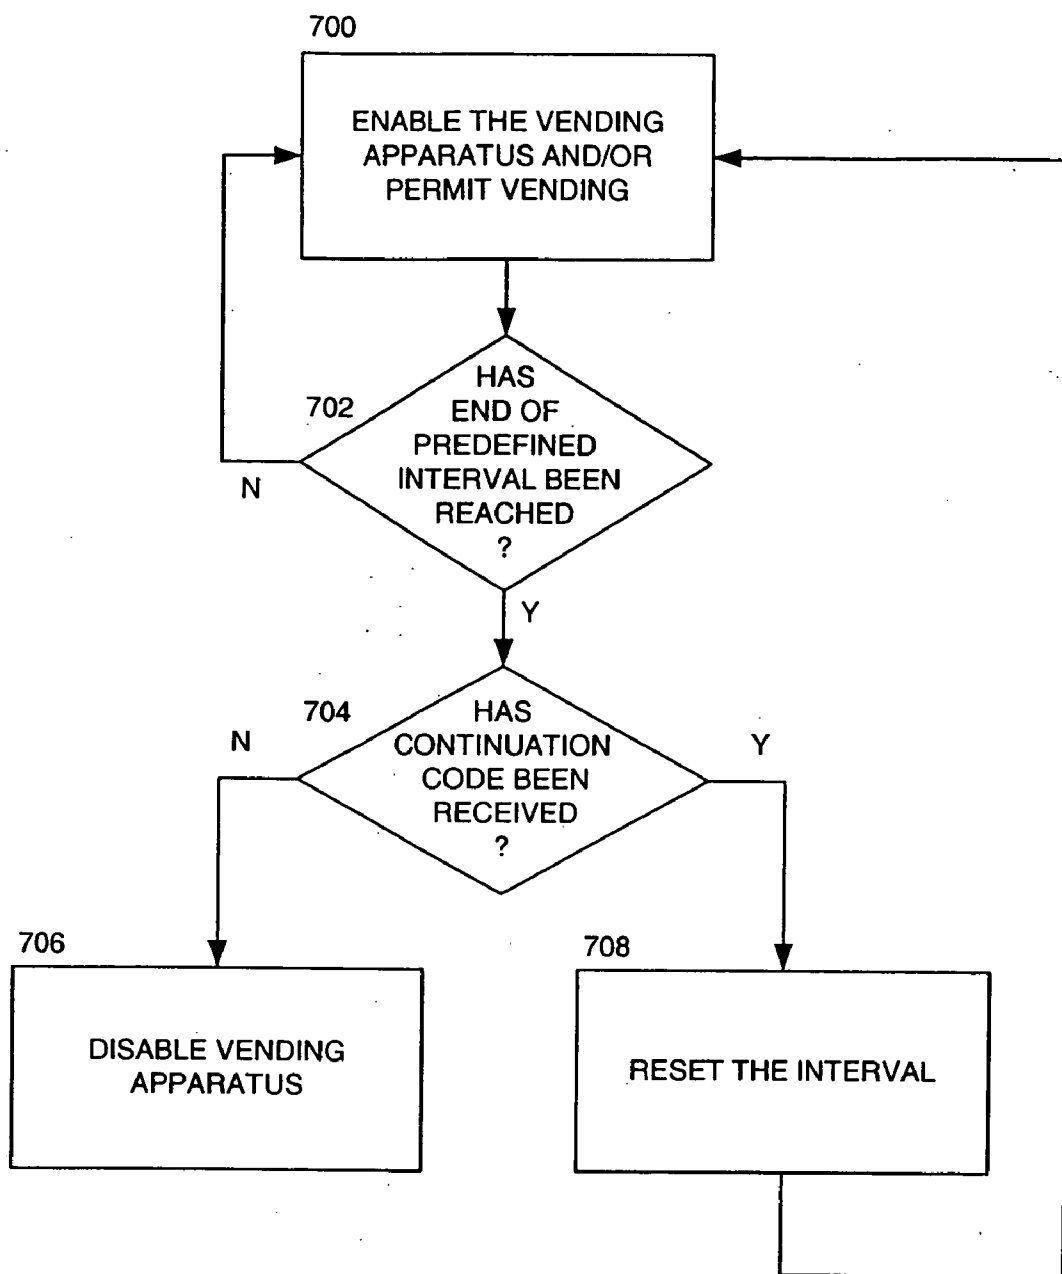 700
ENABLE THE VENDING
APPARATUS AND/OR
PERMIT VENDING
702
HAS
END OF
PREDEFINED
INTERVAL BEEN
REACHED
?
N
Y
704
HAS
CONTINUATION
CODE BEEN
RECEIVED
?
N
Y
706
DISABLE VENDING
APPARATUS
708
RESET THE INTERVAL